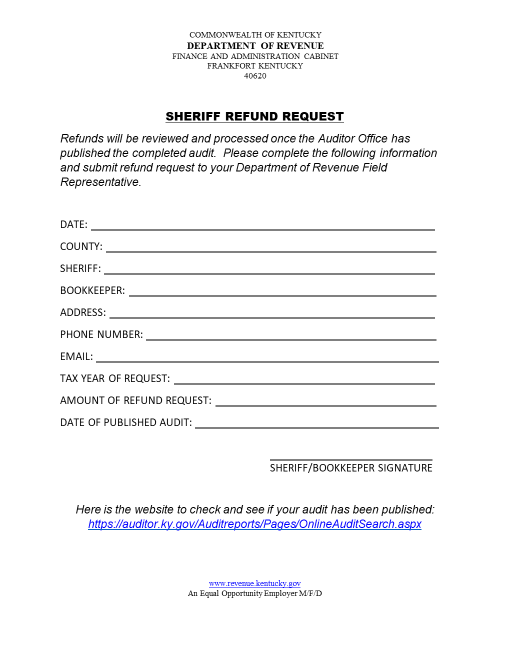 COMMONWEALTH OF KENTUCKY
DEPARTMENT OF REVENUE
FINANCE AND ADMINISTRATION CABINET
FRANKFORT KENTUCKY
40620
SHERIFF REFUND REQUEST
Refunds will be reviewed and processed once the Auditor Office has
published the completed audit. Please complete the following information
and submit refund request to your Department of Revenue Field
Representative.
DATE:
COUNTY:
SHERIFF:
BOOKKEEPER:
ADDRESS:
PHONE NUMBER:
EMAIL:
TAX YEAR OF REQUEST:
AMOUNT OF REFUND REQUEST:
DATE OF PUBLISHED AUDIT:
SHERIFF/BOOKKEEPER SIGNATURE
Here is the website to check and see if your audit has been published:
https://auditor.ky.gov/Auditreports/Pages/OnlineAuditSearch.aspx
www.revenue.kentucky.gov
An Equal Opportunity Employer M/F/D